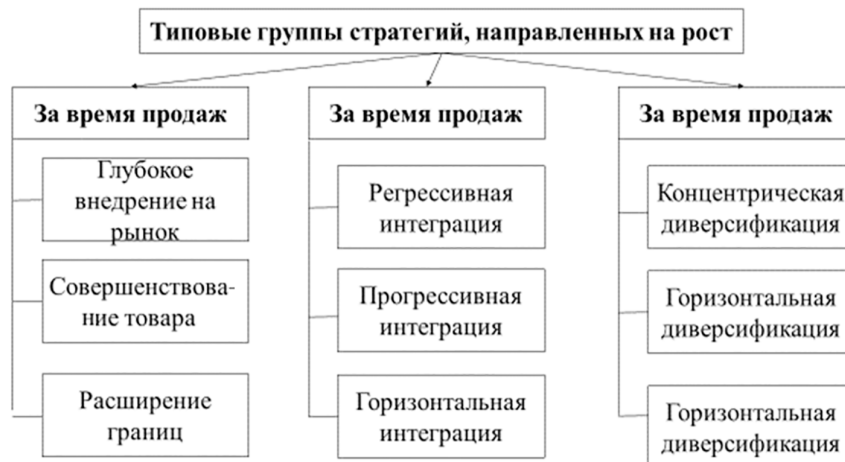 Типовые группы стратегий, направленных на рост
За время продаж
Глубокое
внедрение на
рынок
Совершенствова-
ние товара
Расширение
границ
За время продаж
Регрессивная
интеграция
Прогрессивная
интеграция
Горизонтальная
интеграция
За время продаж
Концентрическая
диверсификация
Горизонтальная
диверсификация
Горизонтальная
диверсификация